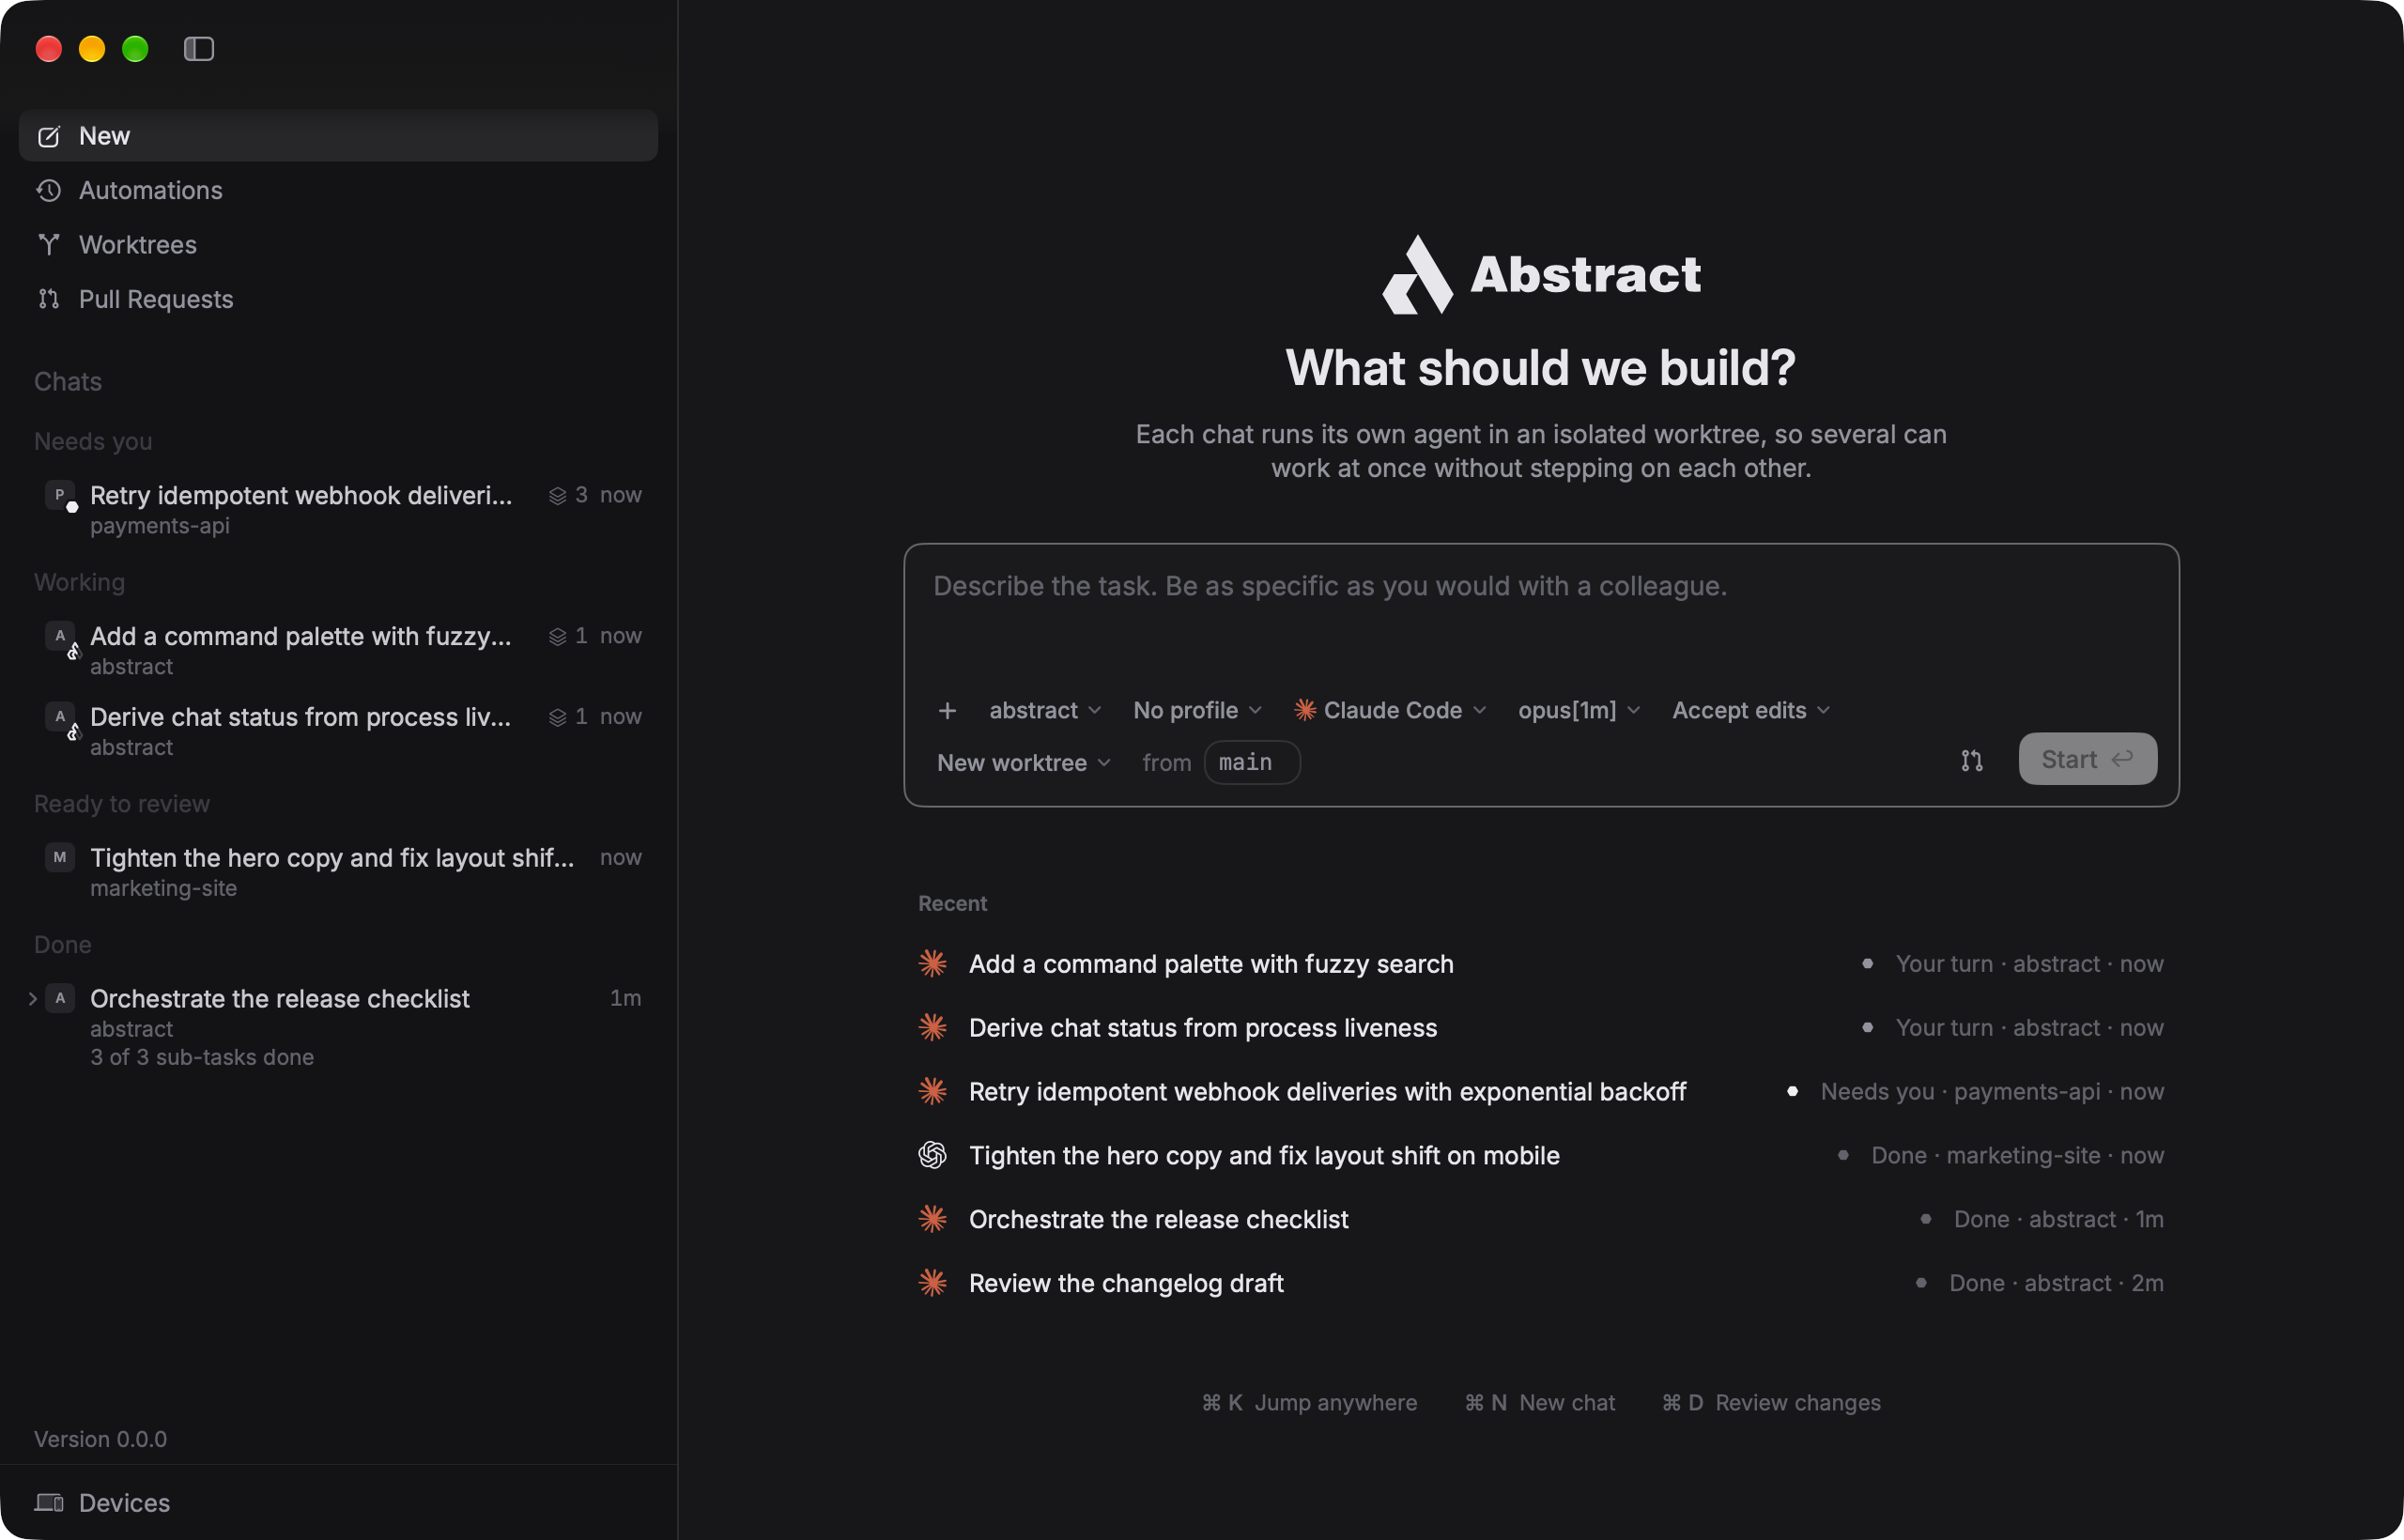 New
Automations
Worktrees
Pull Requests
Chats
Needs you
P Retry idempotent webhook deliveri... 3 now
payments-api
Working
A Add a command palette with fuzzy... 1 now
abstract
A Derive chat status from process liv... 1 now
abstract
Ready to review
M Tighten the hero copy and fix layout shif... now
marketing-site
Done
A Orchestrate the release checklist 1m
abstract
3 of 3 sub-tasks done
Version 0.0.0
Devices
Abstract
What should we build?
Each chat runs its own agent in an isolated worktree, so several can
work at once without stepping on each other.
Describe the task. Be as specific as you would with a colleague.
+ abstract No profile Claude Code opus[1m] Accept edits
New worktree from main Start
Recent
Add a command palette with fuzzy search Your turn · abstract · now
Derive chat status from process liveness Your turn · abstract · now
Retry idempotent webhook deliveries with exponential backoff Needs you · payments-api · now
Tighten the hero copy and fix layout shift on mobile Done · marketing-site · now
Orchestrate the release checklist Done · abstract · 1m
Review the changelog draft Done · abstract · 2m
⌘ K Jump anywhere ⌘ N New chat ⌘ D Review changes